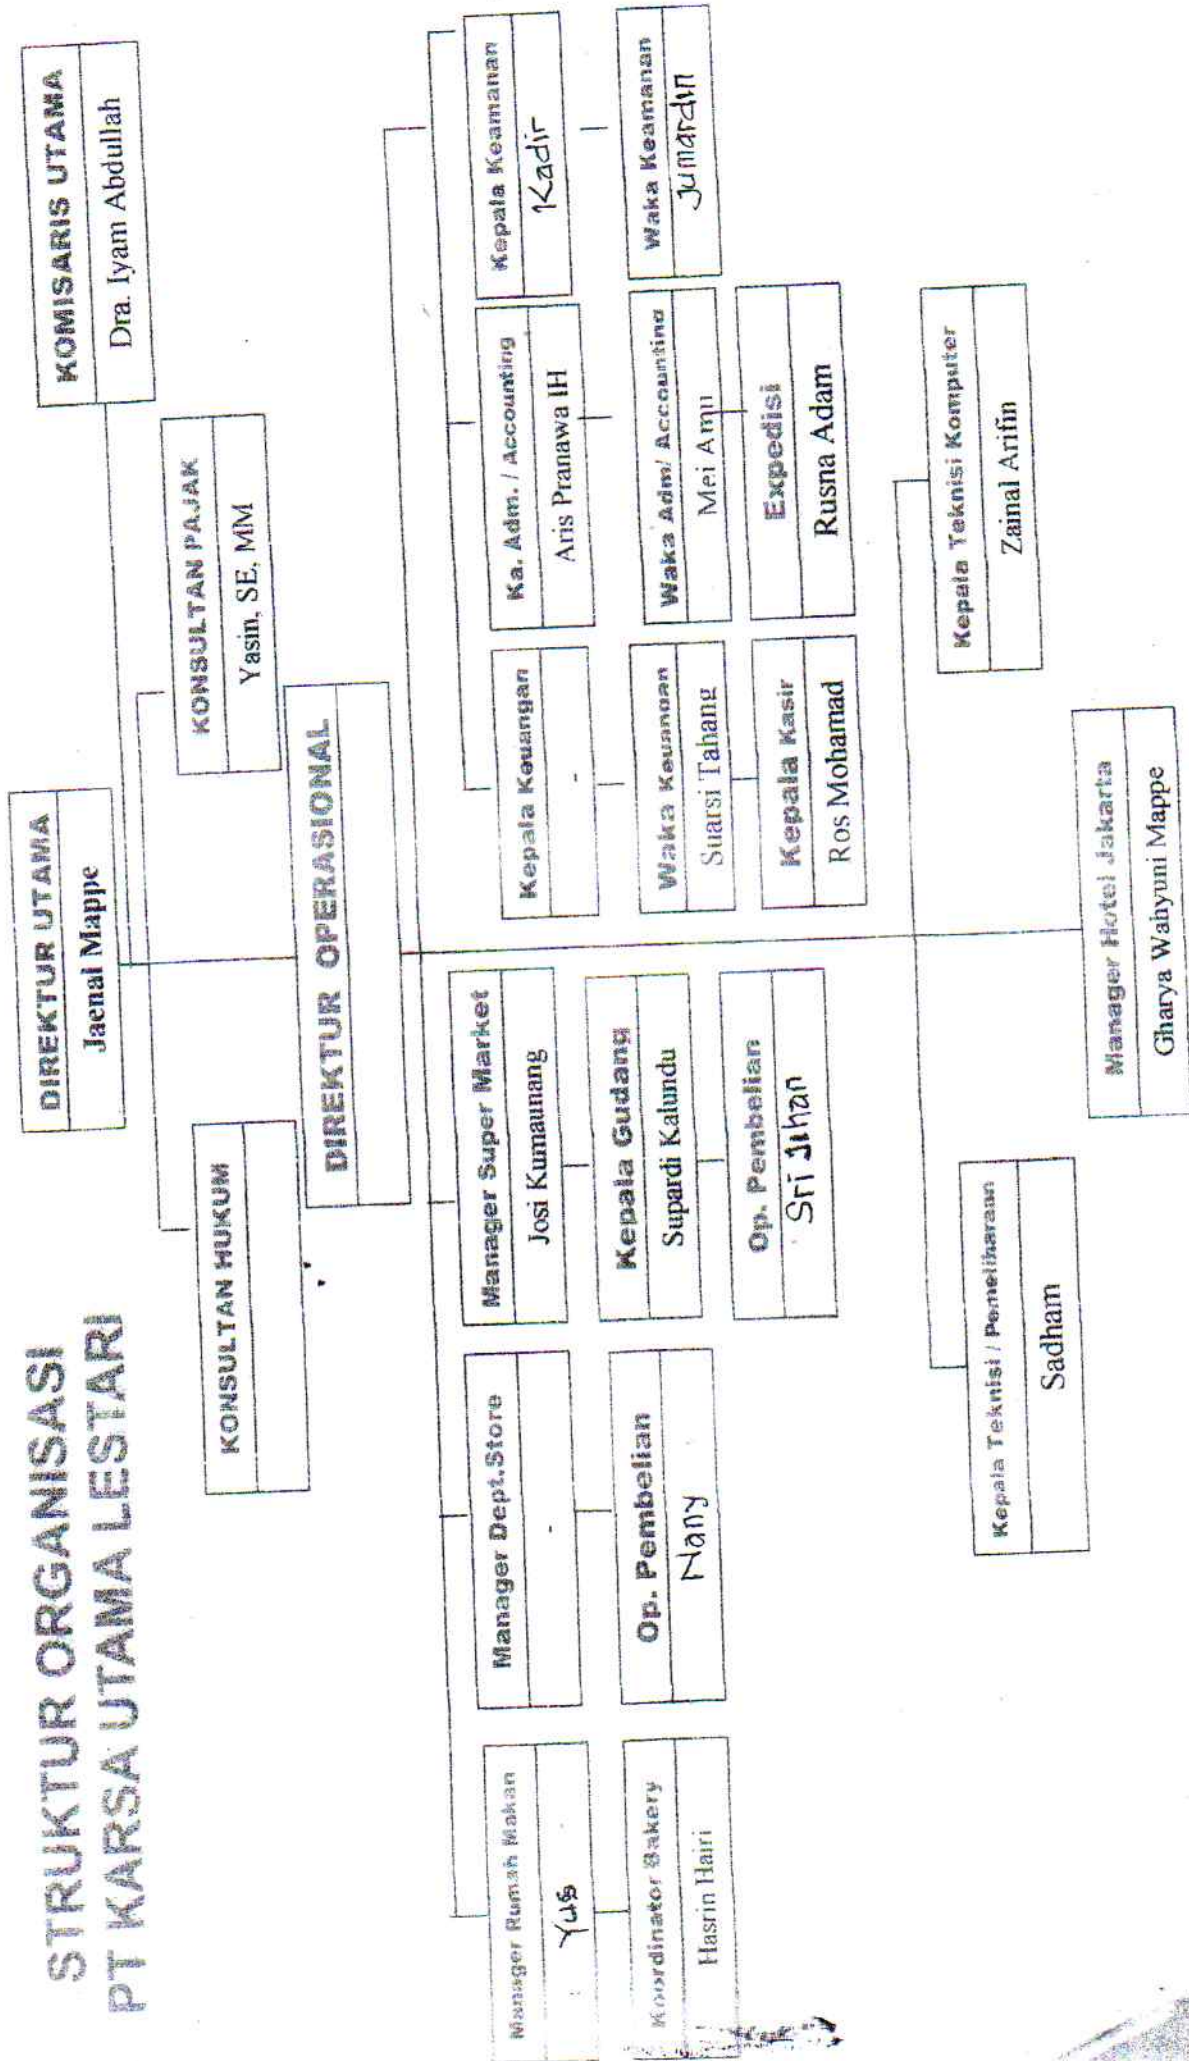 STRUKTUR ORGANISASI
PT KARSA UTAMA LESTARI
DIREKTUR UTAMA
Jaenal Mappe
KOMISARIS UTAMA
Dra. Iyam Abdullah
KONSULTAN HUKUM
KONSULTAN PAJAK
Yasin, SE, MM
DIREKTUR OPERASIONAL
Manager Rumah Makan
Yus
Manager Dept.Store
-
Manager Super Market
Josi Kumaunang
Kepala Keuangan
-
Ka. Adm. / Accounting
Aris Pranawa IH
Kepala Keamanan
Kadir
Koordinator Bakery
Hasrin Hairi
Op. Pembelian
Nany
Kepala Gudang
Supardi Kalundu
Waka Keuangan
Suarsi Tahang
Waka Adm/ Accounting
Mei Amu
Waka Keamanan
Jumardin
Op. Pembelian
Sri Jihan
Kepala Kasir
Ros Mohamad
Expedisi
Rusna Adam
Kepala Teknisi / Pemeliharaan
Sadham
Kepala Teknisi Komputer
Zainal Arifin
Manager Hotel Jakarta
Gharya Wahyuni Mappe